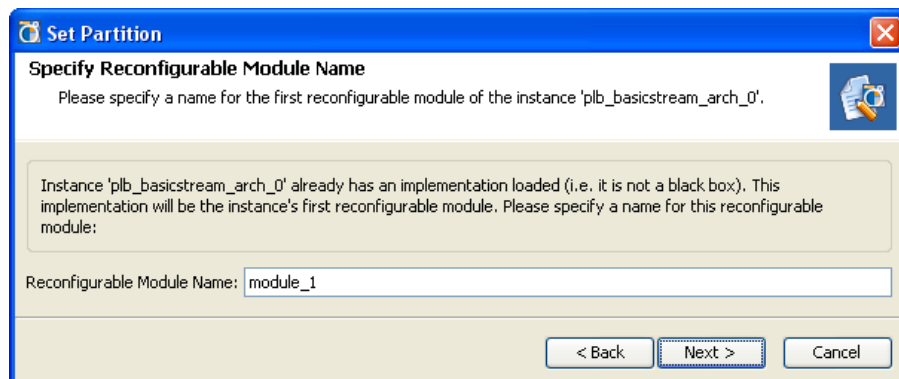 Set Partition
Specify Reconfigurable Module Name
Please specify a name for the first reconfigurable module of the instance 'plb_basicstream_arch_0'.
Instance 'plb_basicstream_arch_0' already has an implementation loaded (i.e. it is not a black box). This
implementation will be the instance's first reconfigurable module. Please specify a name for this reconfigurable
module:
Reconfigurable Module Name: module_1
< Back Next > Cancel